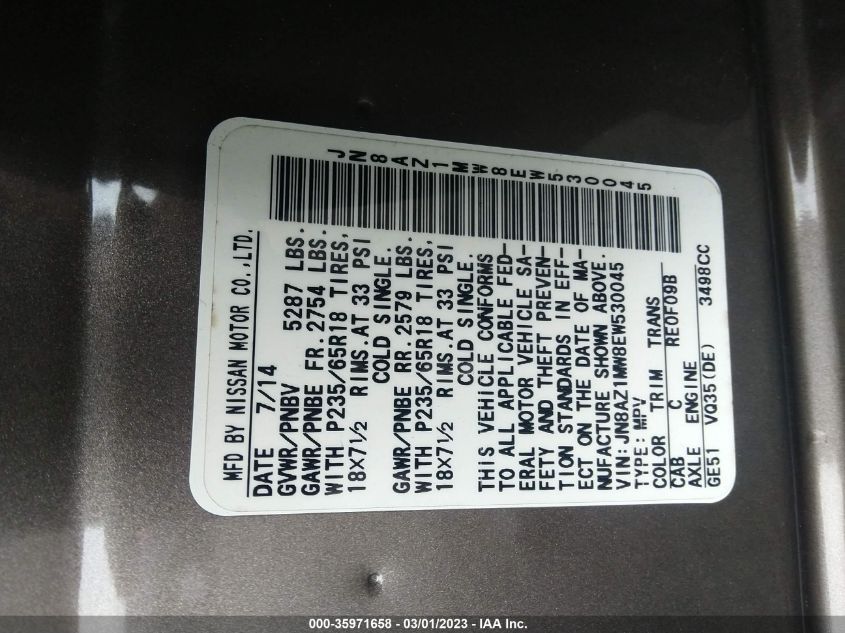 JN8AZ1MW8EW530045
MFD BY NISSAN MOTOR CO.,LTD.
DATE 7/14
GVWR/PNBV 5287 LBS.
GAWR/PNBE FR.2754 LBS.
WITH P235/65R18 TIRES,
18X7½ RIMS.AT 33 PSI
COLD SINGLE.
GAWR/PNBE RR.2579 LBS.
WITH P235/65R18 TIRES,
18X7½ RIMS.AT 33 PSI
COLD SINGLE.
THIS VEHICLE CONFORMS
TO ALL APPLICABLE FED-
ERAL MOTOR VEHICLE SA-
FETY AND THEFT PREVEN-
TION STANDARDS IN EFF-
ECT ON THE DATE OF MA-
NUFACTURE SHOWN ABOVE.
VIN:JN8AZ1MW8EW530045
TYPE:MPV
COLOR TRIM TRANS
CAB C RE0F09B
AXLE ENGINE
GE51 VQ35(DE) 3498CC
000-35971658 - 03/01/2023 - IAA Inc.